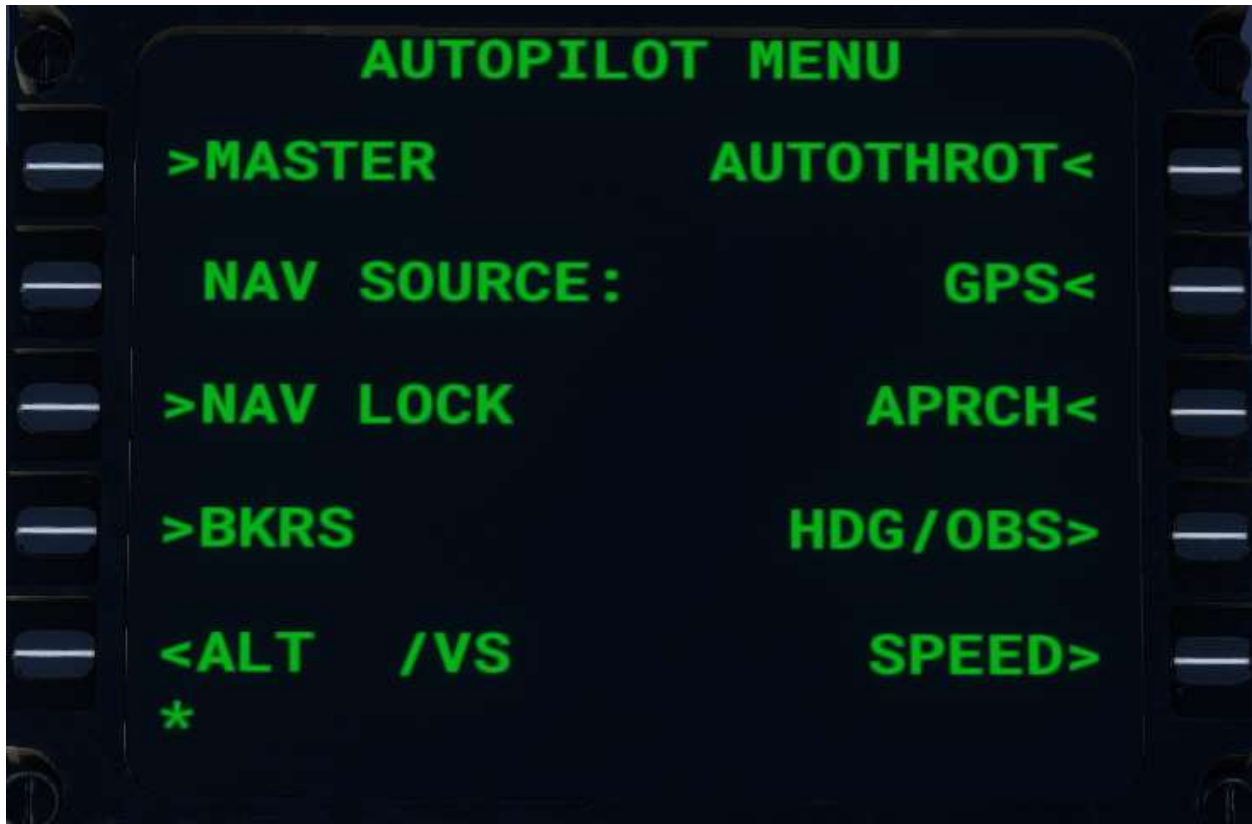 AUTOPILOT MENU
>MASTER AUTOTHROT<
NAV SOURCE: GPS<
>NAV LOCK APRCH<
>BKRS HDG/OBS>
<ALT /VS SPEED>
*